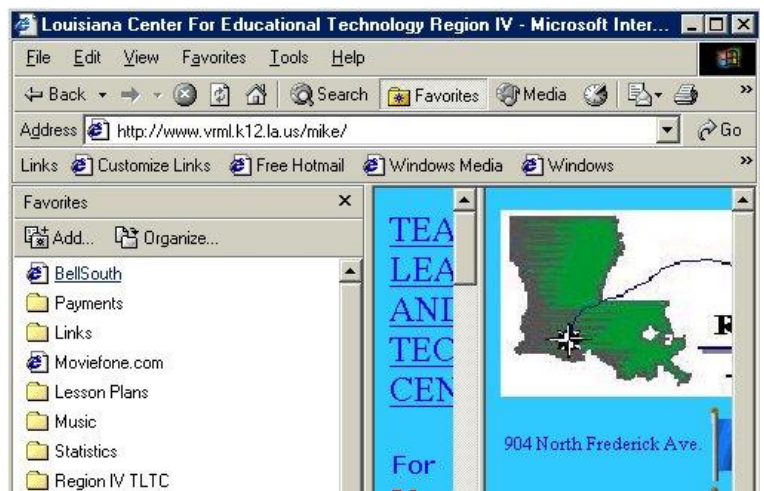 Louisiana Center For Educational Technology Region IV - Microsoft Inter...
File Edit View Favorites Tools Help
Back Search Favorites Media »
Address http://www.vrml.k12.la.us/mike/ Go
Links Customize Links Free Hotmail Windows Media Windows »
Favorites
Add... Organize...
BellSouth
Payments
Links
Moviefone.com
Lesson Plans
Music
Statistics
Region IV TLTC
TEA
LEA
AND
TEC
CEN
For
R
904 North Frederick Ave.